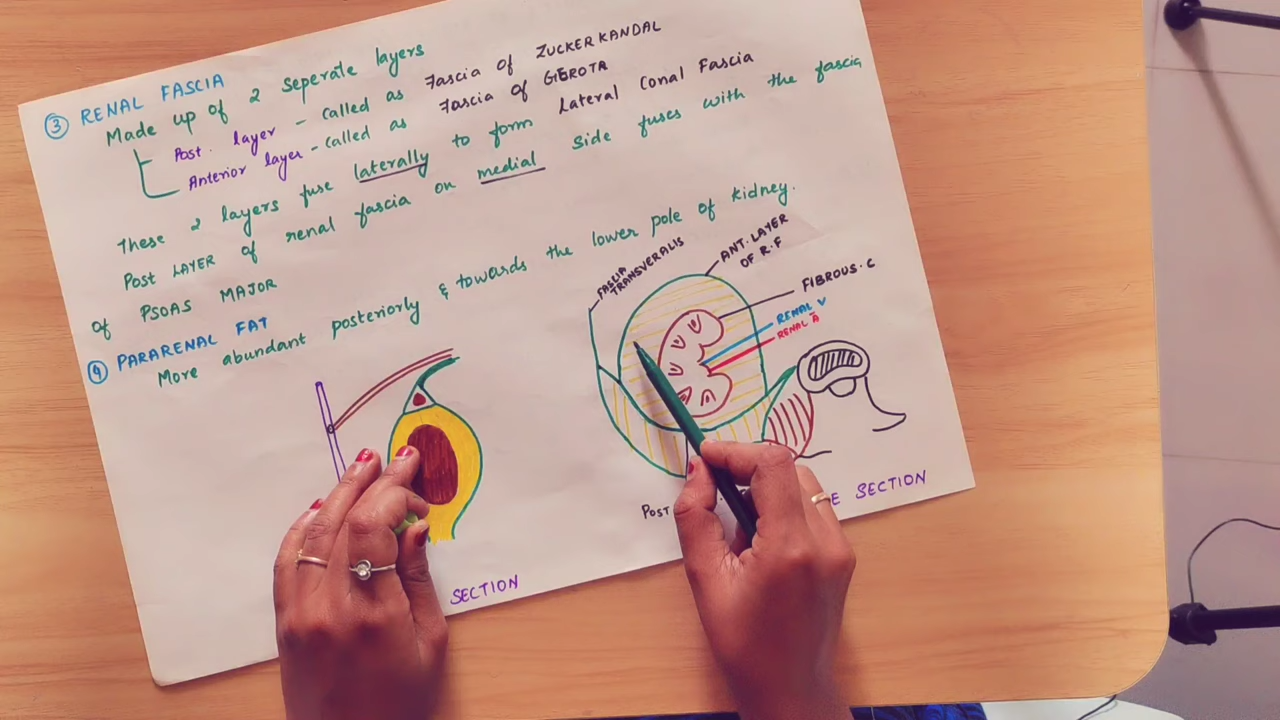 ③ RENAL FASCIA
Made up of 2 seperate layers
Post. layer - called as Fascia of ZUCKERKANDAL
Anterior layer - called as Fascia of GEROTA
These 2 layers fuse laterally to form Lateral Conal Fascia
Post LAYER of renal fascia on medial side fuses with the fascia
of PSOAS MAJOR
④ PARARENAL FAT
More abundant posteriorly & towards the lower pole of kidney.
FASCIA
TRANSVERALIS
ANT. LAYER
OF R.F
FIBROUS. C
RENAL V
RENAL A
Post
E SECTION
SECTION